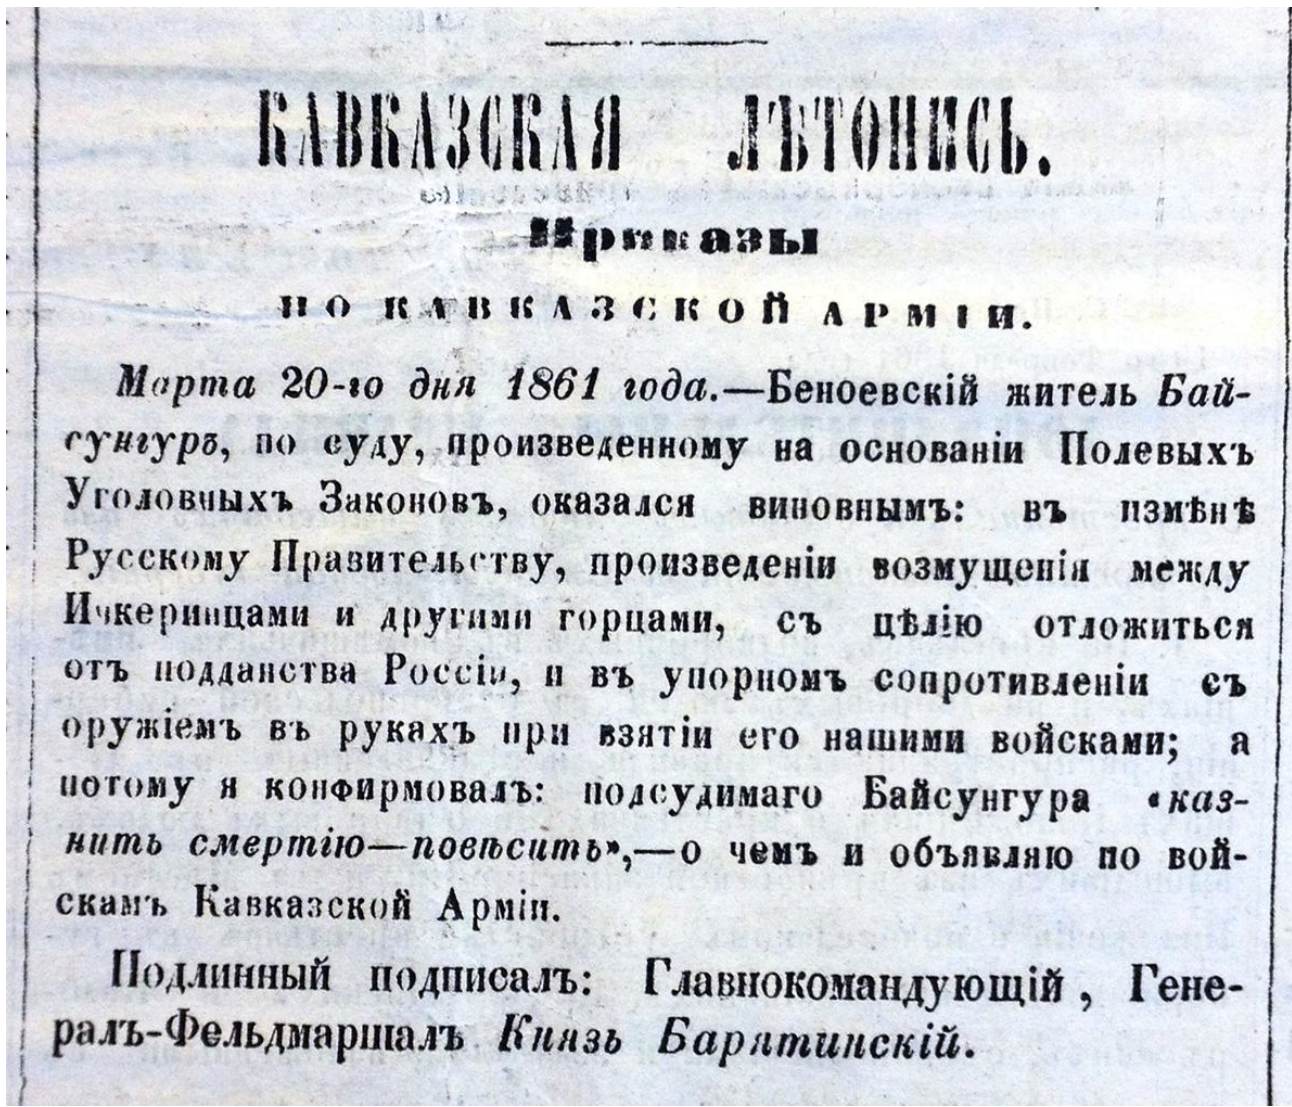 КАВКАЗСКАЯ ЛѢТОПИСЬ.
Приказы
ПО КАВКАЗСКОЙ АРМІИ.
Марта 20-го дня 1861 года.—Беноевскій житель Бай-
сунгуръ, по суду, произведенному на основаніи Полевыхъ
Уголовныхъ Законовъ, оказался виновнымъ: въ измѣнѣ
Русскому Правительству, произведеніи возмущенія между
Ичкеринцами и другими горцами, съ цѣлію отложиться
отъ подданства Россіи, и въ упорномъ сопротивленіи съ
оружіемъ въ рукахъ при взятіи его нашими войсками; а
потому я конфирмовалъ: подсудимаго Байсунгура «каз-
нить смертію—повѣсить»,—о чемъ и объявляю по вой-
скамъ Кавказской Арміи.
Подлинный подписалъ: Главнокомандующій, Гене-
ралъ-Фельдмаршалъ Князь Барятинскій.